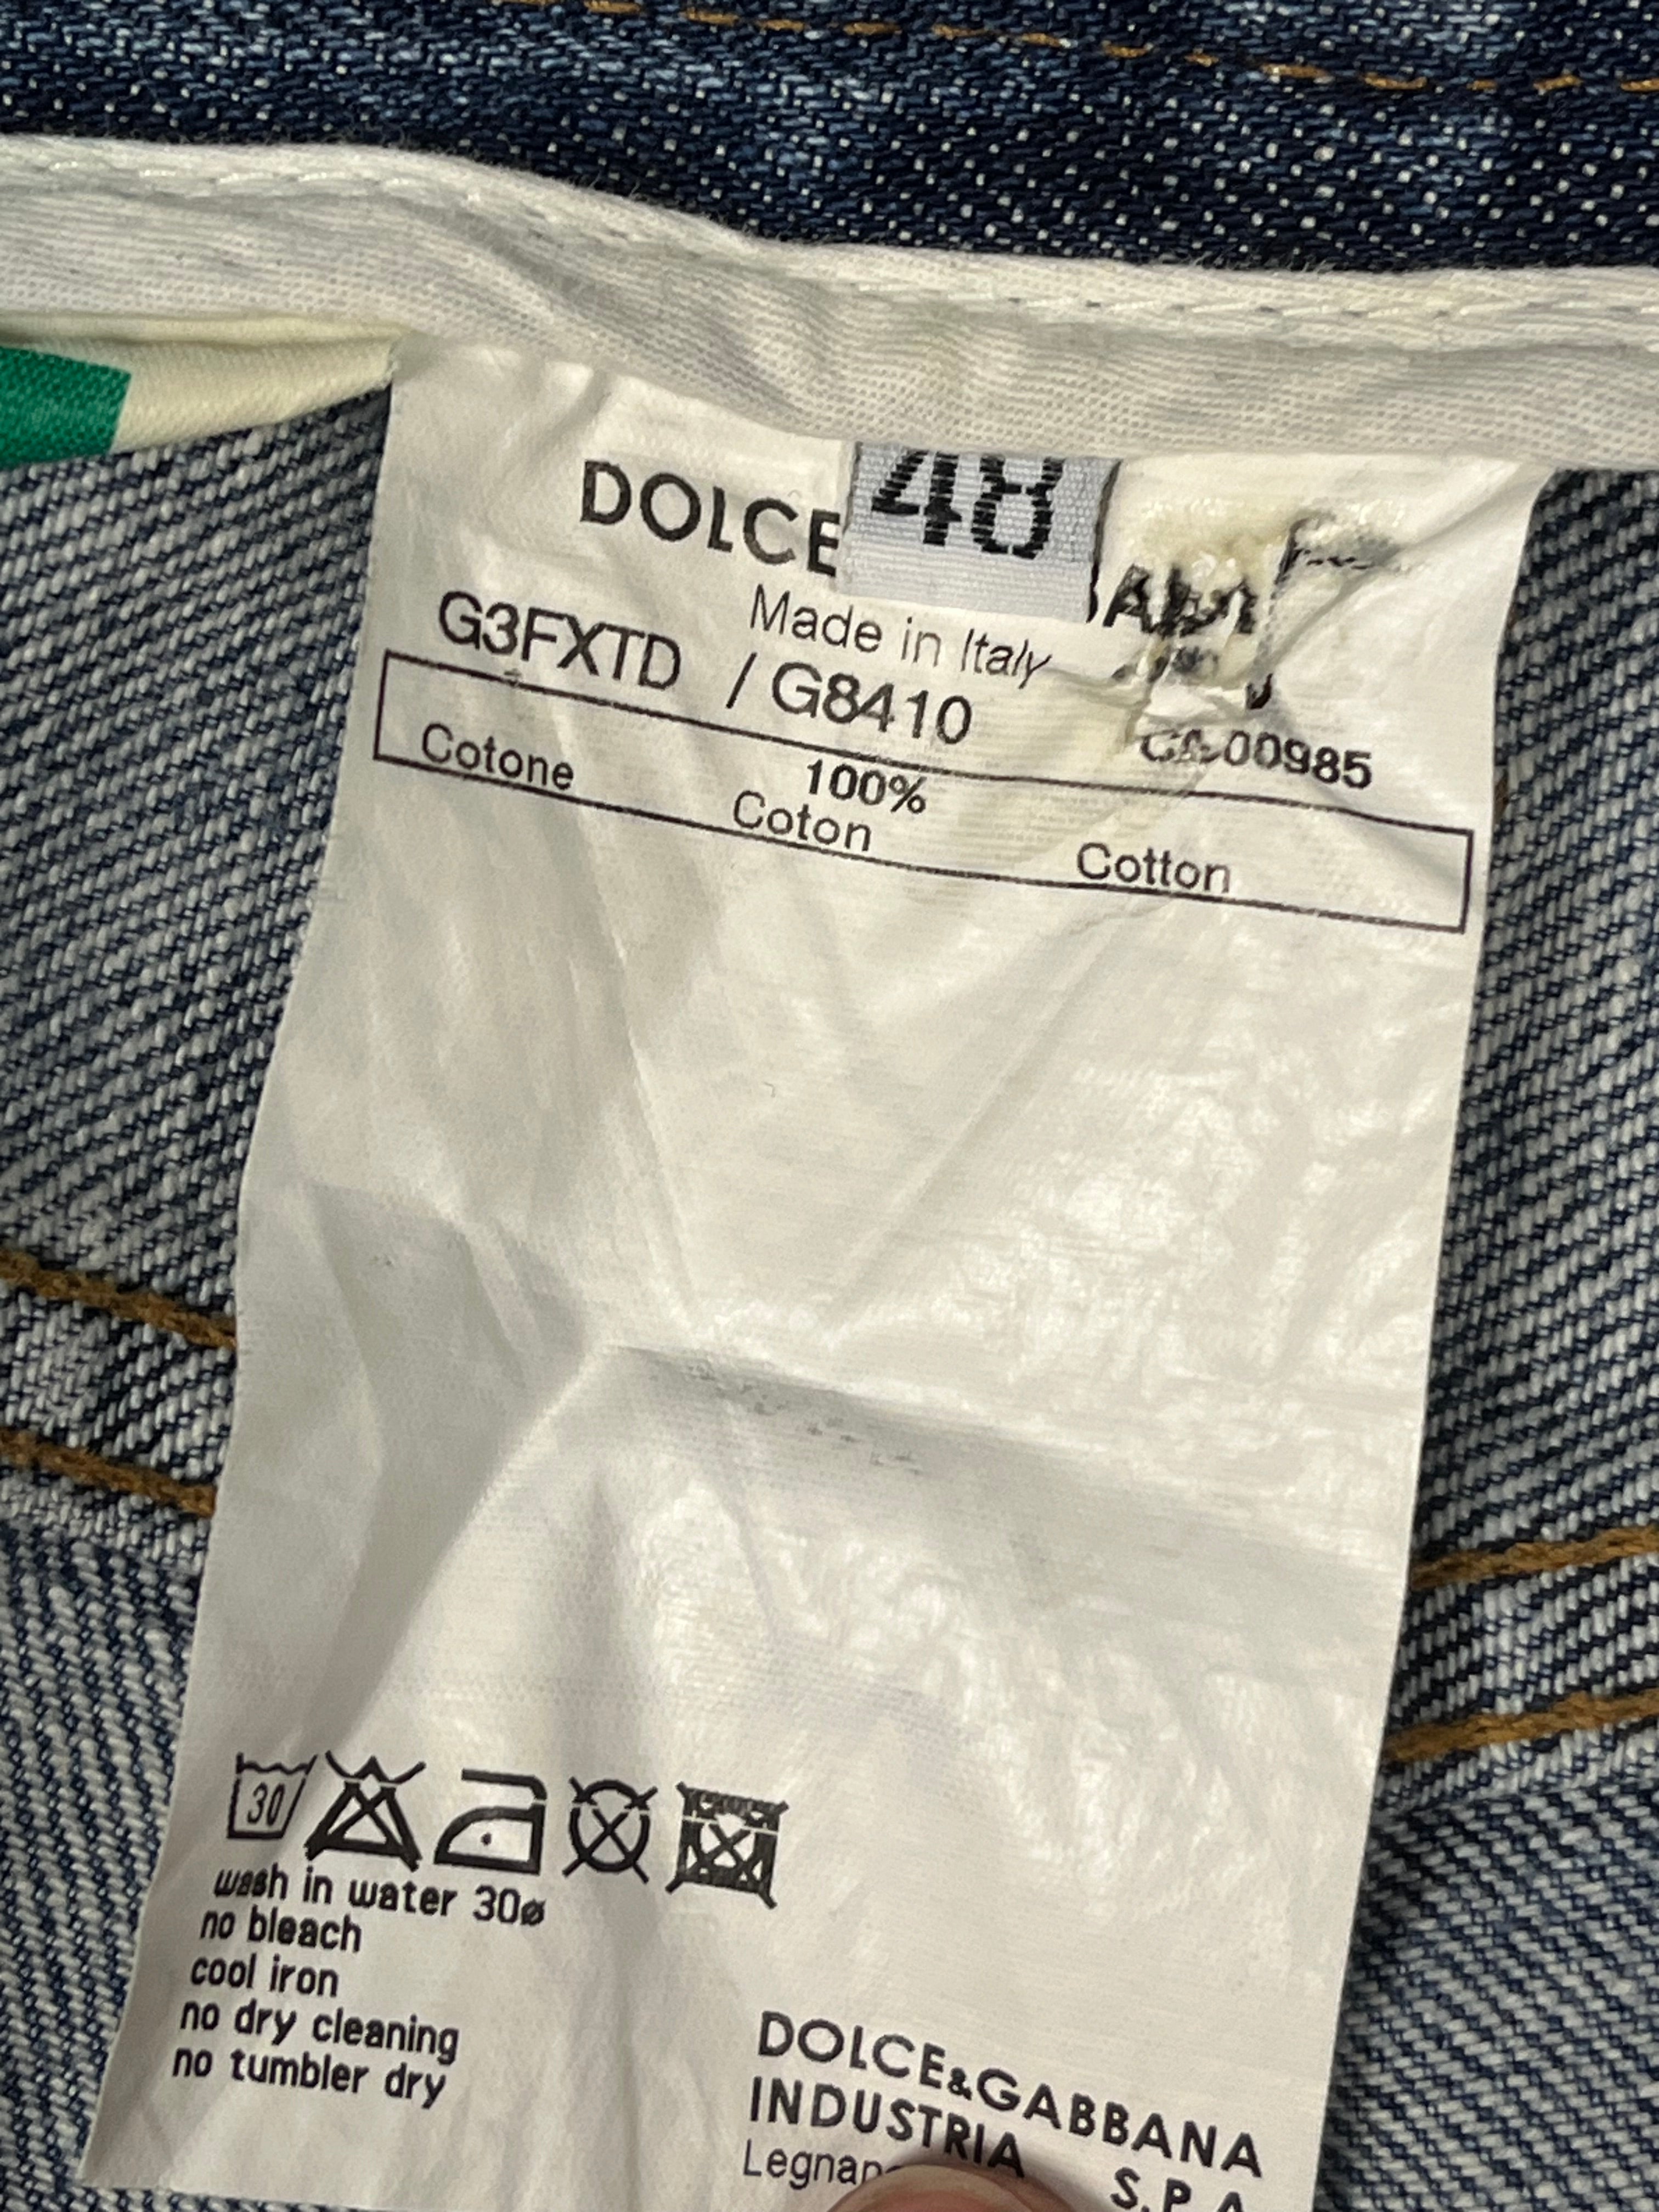 DOLCE
48
Made in Italy
G3FXTD / G8410
CA 00985
100%
Cotone Coton Cotton
30
wash in water 30ø
no bleach
cool iron
no dry cleaning
no tumbler dry
DOLCE&GABBANA
INDUSTRIA S.P.A.